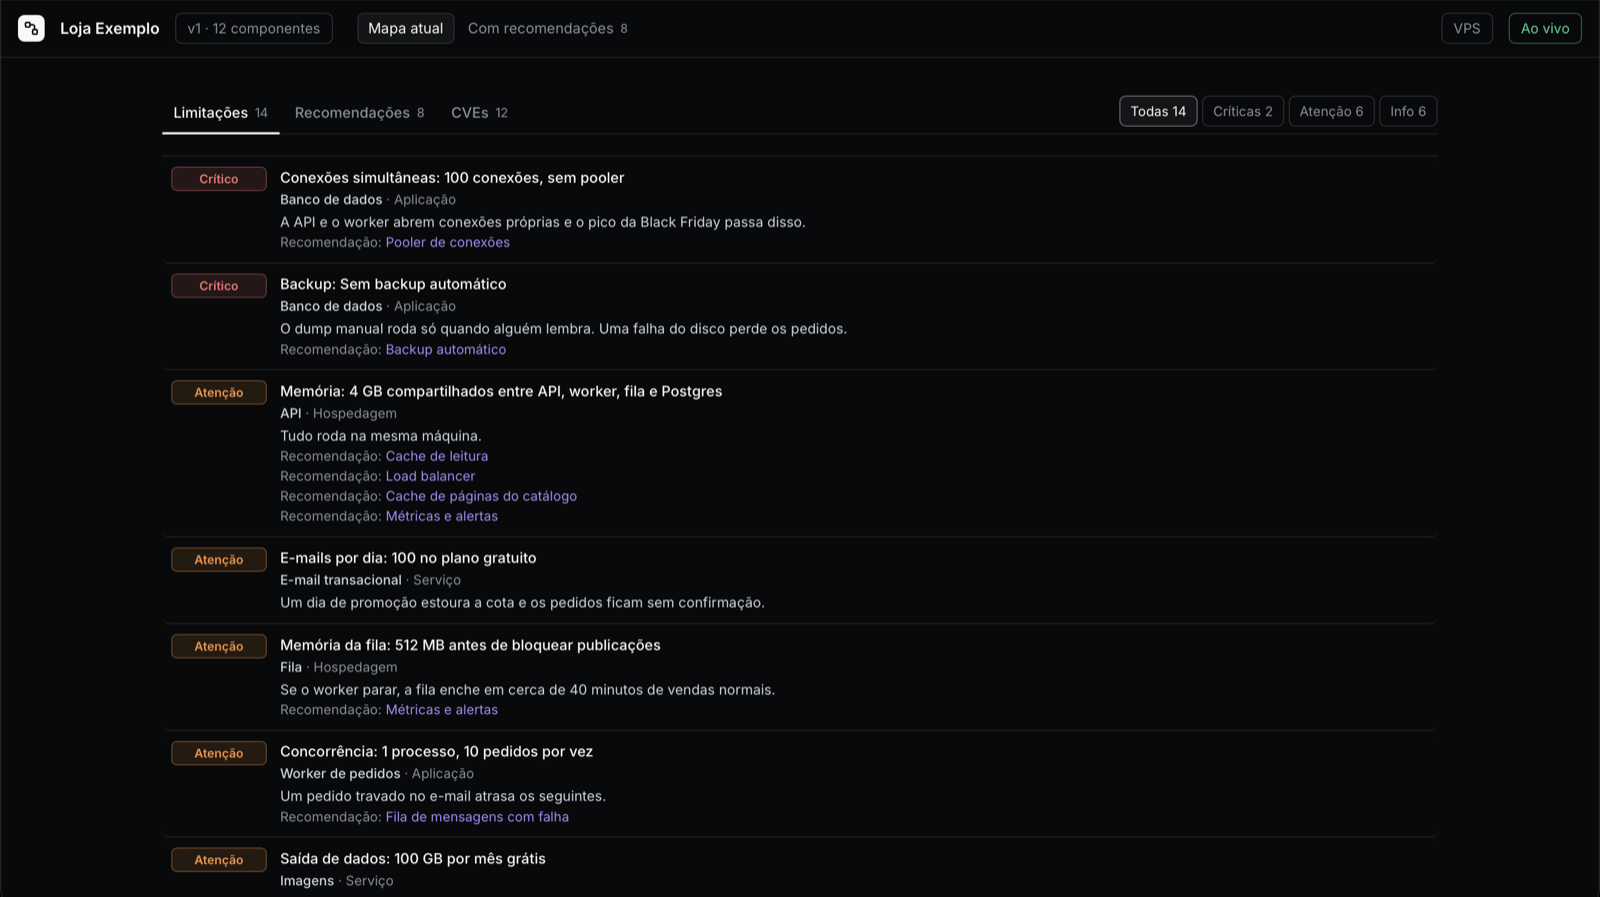 Loja Exemplo
v1 · 12 componentes
Mapa atual
Com recomendações 8
VPS
Ao vivo
Limitações 14
Recomendações 8
CVEs 12
Todas 14
Críticas 2
Atenção 6
Info 6
Crítico
Conexões simultâneas: 100 conexões, sem pooler
Banco de dados · Aplicação
A API e o worker abrem conexões próprias e o pico da Black Friday passa disso.
Recomendação: Pooler de conexões
Crítico
Backup: Sem backup automático
Banco de dados · Aplicação
O dump manual roda só quando alguém lembra. Uma falha do disco perde os pedidos.
Recomendação: Backup automático
Atenção
Memória: 4 GB compartilhados entre API, worker, fila e Postgres
API · Hospedagem
Tudo roda na mesma máquina.
Recomendação: Cache de leitura
Recomendação: Load balancer
Recomendação: Cache de páginas do catálogo
Recomendação: Métricas e alertas
Atenção
E-mails por dia: 100 no plano gratuito
E-mail transacional · Serviço
Um dia de promoção estoura a cota e os pedidos ficam sem confirmação.
Atenção
Memória da fila: 512 MB antes de bloquear publicações
Fila · Hospedagem
Se o worker parar, a fila enche em cerca de 40 minutos de vendas normais.
Recomendação: Métricas e alertas
Atenção
Concorrência: 1 processo, 10 pedidos por vez
Worker de pedidos · Aplicação
Um pedido travado no e-mail atrasa os seguintes.
Recomendação: Fila de mensagens com falha
Atenção
Saída de dados: 100 GB por mês grátis
Imagens · Serviço